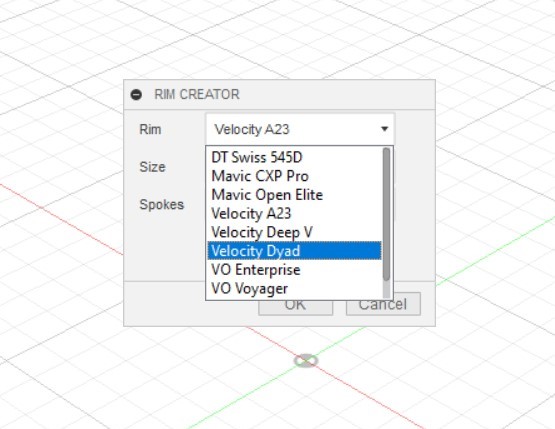 RIM CREATOR
Rim Velocity A23
Size
Spokes
DT Swiss 545D
Mavic CXP Pro
Mavic Open Elite
Velocity A23
Velocity Deep V
Velocity Dyad
VO Enterprise
VO Voyager
OK Cancel